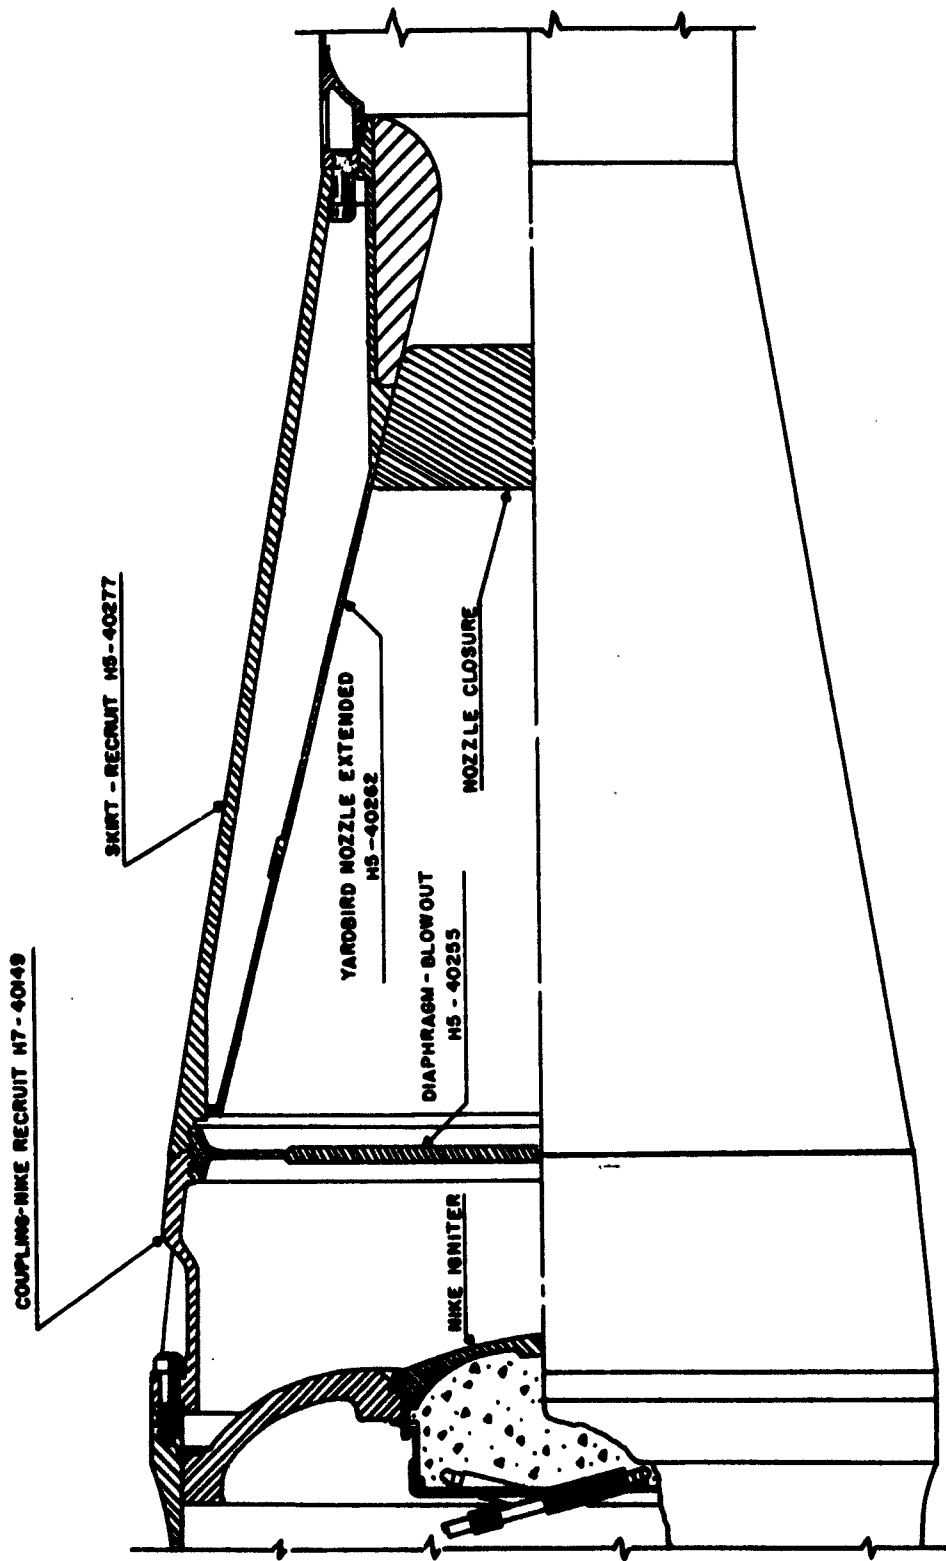 COUPLING-NIKE RECRUIT H7-40149
SKIRT-RECRUIT H5-40277
YARDBIRD NOZZLE EXTENDED
H5-40262
NOZZLE CLOSURE
DIAPHRAGM-BLOWOUT
H5-40255
NIKE IGNITER